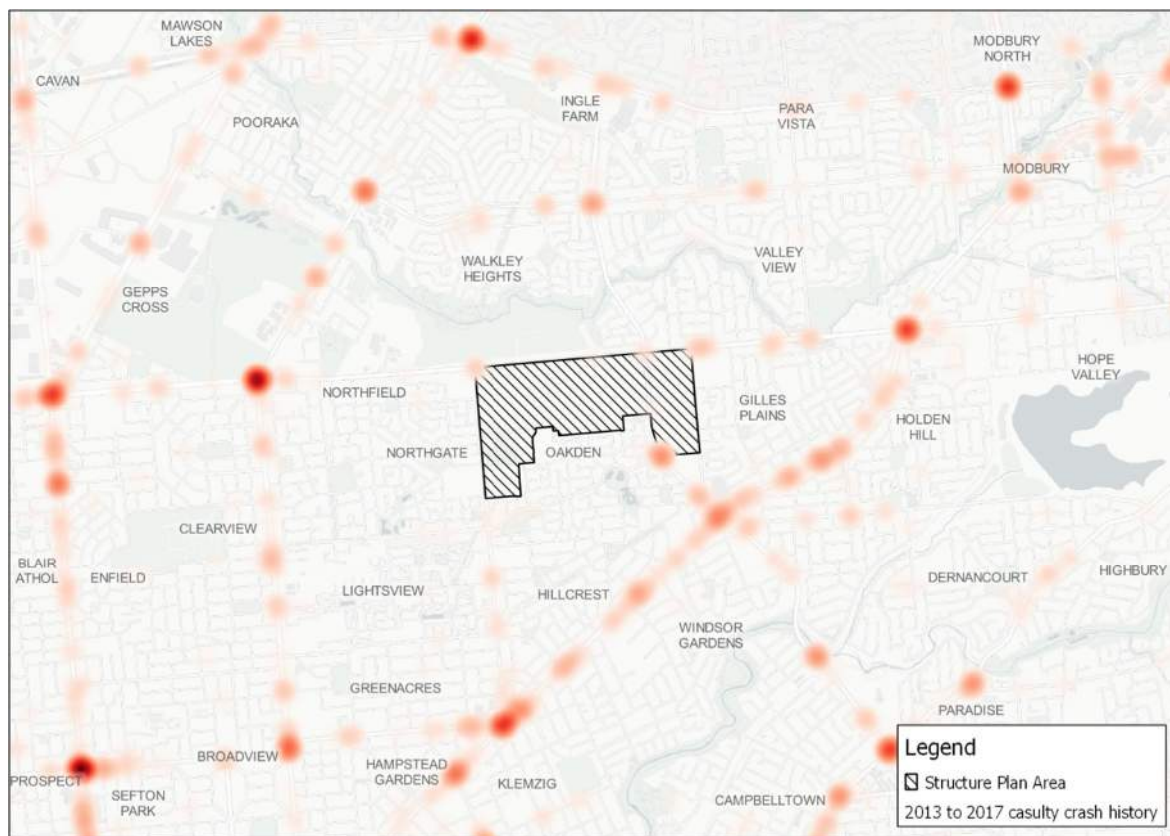 MAWSON
LAKES
MODBURY
NORTH
CAVAN
INGLE
FARM
PARA
VISTA
POORAKA
MODBURY
WALKLEY
HEIGHTS
VALLEY
VIEW
GEPPS
CROSS
HOPE
VALLEY
NORTHFIELD
GILLES
PLAINS
HOLDEN
HILL
NORTHGATE
OAKDEN
CLEARVIEW
BLAIR
ATHOL
ENFIELD
LIGHTSVIEW
HILLCREST
DERNANCOURT
HIGHBURY
WINDSOR
GARDENS
GREENACRES
PARADISE
BROADVIEW
HAMPSTEAD
GARDENS
KLEMZIG
PROSPECT
SEFTON
PARK
CAMPBELLTOWN
Legend
Structure Plan Area
2013 to 2017 casulty crash history